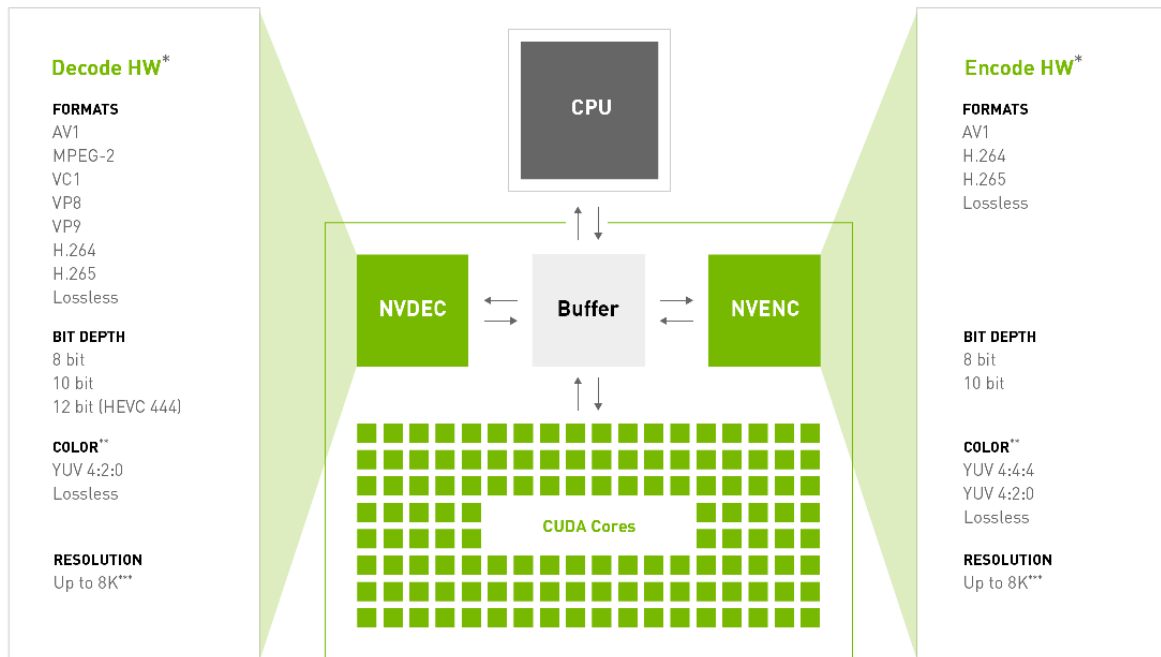 Decode HW*
FORMATS
AV1
MPEG-2
VC1
VP8
VP9
H.264
H.265
Lossless
BIT DEPTH
8 bit
10 bit
12 bit (HEVC 444)
COLOR**
YUV 4:2:0
Lossless
RESOLUTION
Up to 8K***
CPU
NVDEC
Buffer
NVENC
CUDA Cores
Encode HW*
FORMATS
AV1
H.264
H.265
Lossless
BIT DEPTH
8 bit
10 bit
COLOR**
YUV 4:4:4
YUV 4:2:0
Lossless
RESOLUTION
Up to 8K***